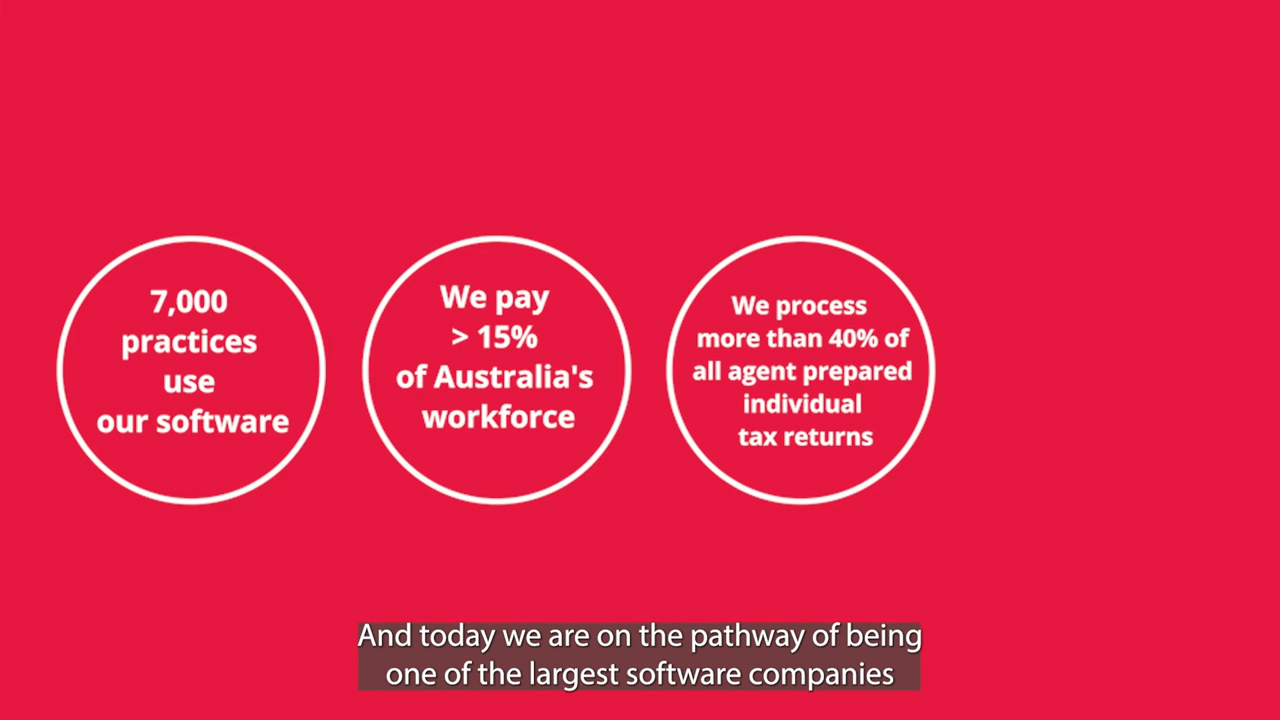 7,000
practices
use
our software
We pay
> 15%
of Australia's
workforce
We process
more than 40% of
all agent prepared
individual
tax returns
And today we are on the pathway of being
one of the largest software companies